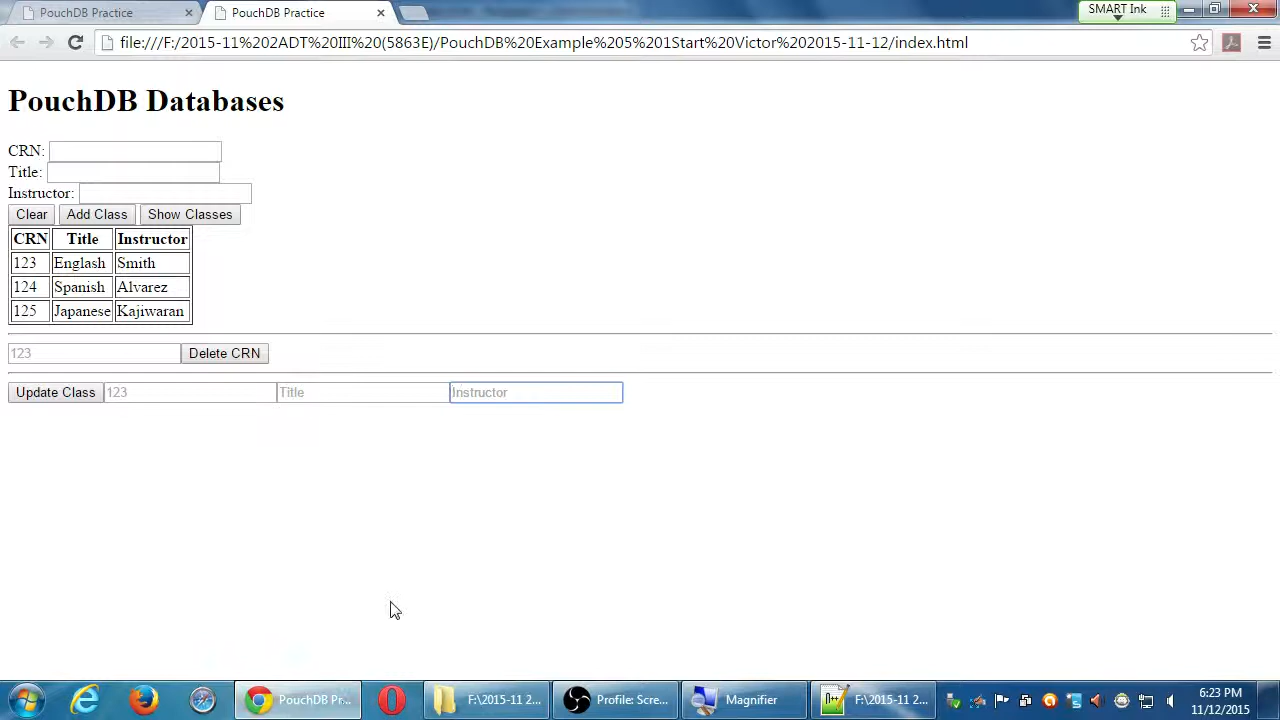 PouchDB Practice PouchDB Practice SMART Ink
file:///F:/2015-11%202ADT%20III%20(5863E)/PouchDB%20Example%205%201Start%20Victor%202015-11-12/index.html
PouchDB Databases
CRN:
Title:
Instructor:
Clear Add Class Show Classes
CRN Title Instructor
123 Englash Smith
124 Spanish Alvarez
125 Japanese Kajiwaran
123 Delete CRN
Update Class 123 Title Instructor
PouchDB Pr... F:\2015-11 2... Profile: Scre... Magnifier F:\2015-11 2... 6:23 PM
11/12/2015